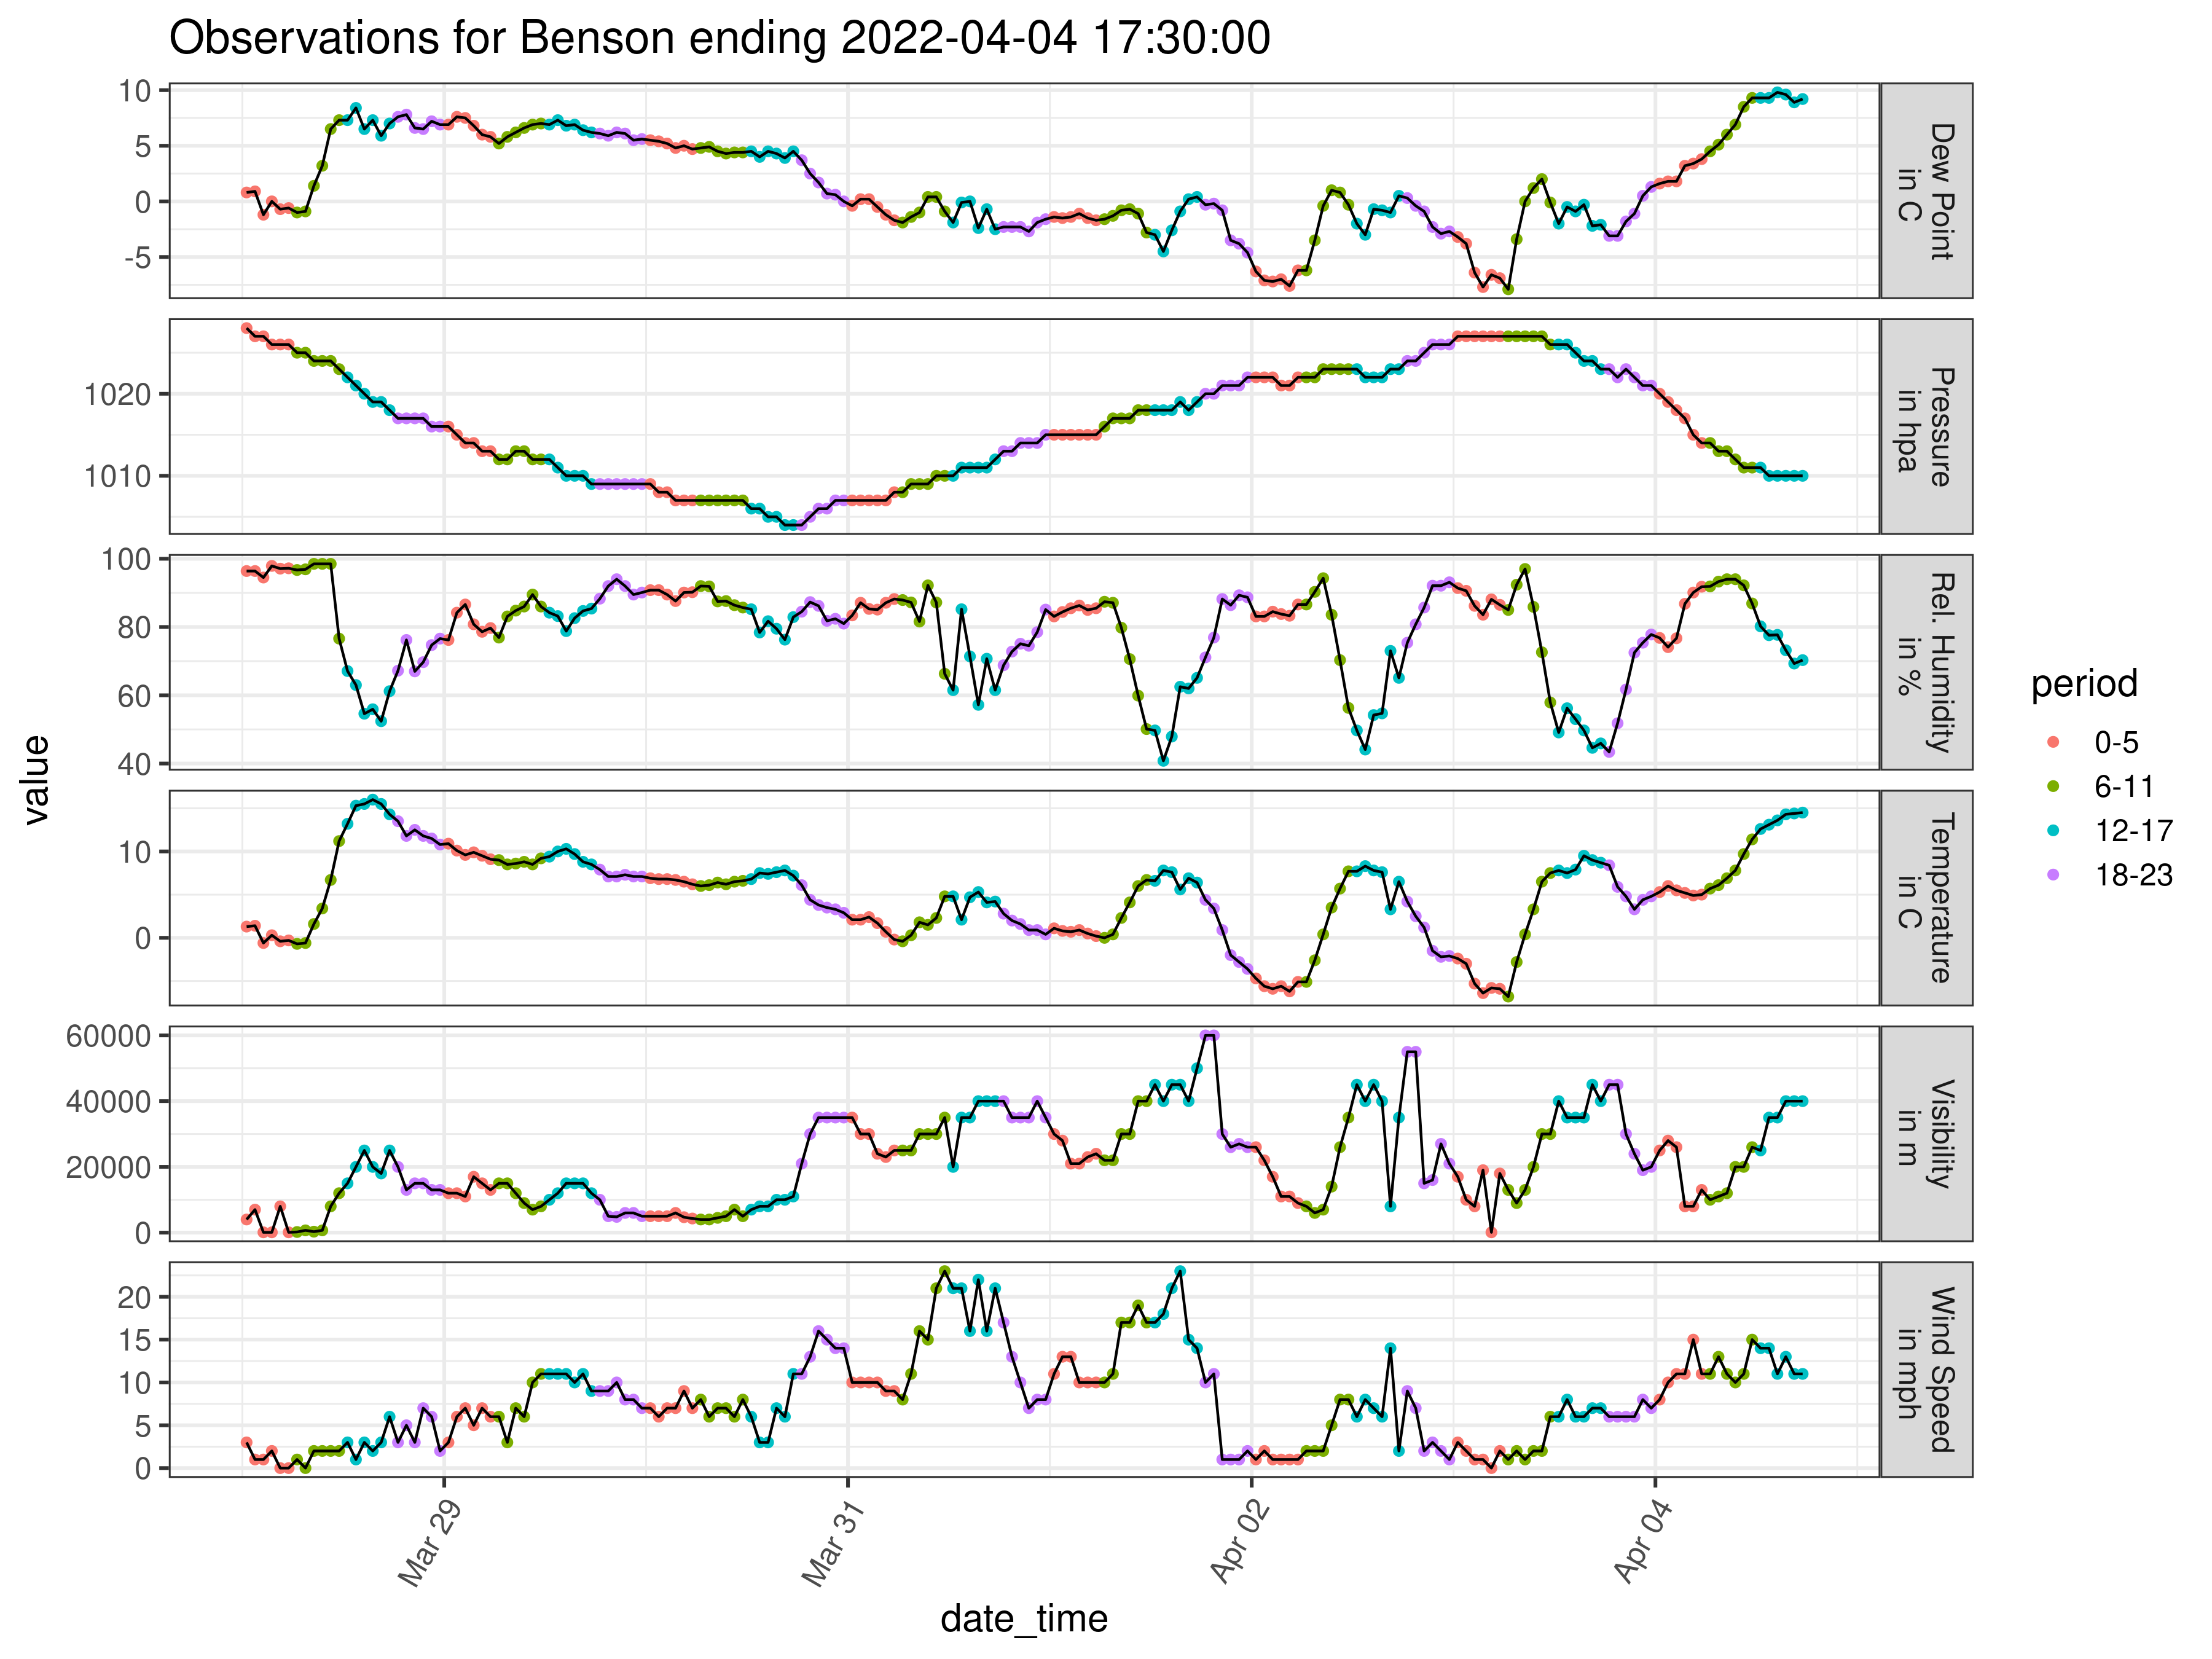 Observations for Benson ending 2022-04-04 17:30:00
10
5
0
-5
Dew Point
in C
1020
1010
Pressure
in hpa
100
80
60
40
Rel. Humidity
in %
10
0
Temperature
in C
60000
40000
20000
0
Visibility
in m
20
15
10
5
0
Wind Speed
in mph
value
Mar 29
Mar 31
Apr 02
Apr 04
date_time
period
0-5
6-11
12-17
18-23